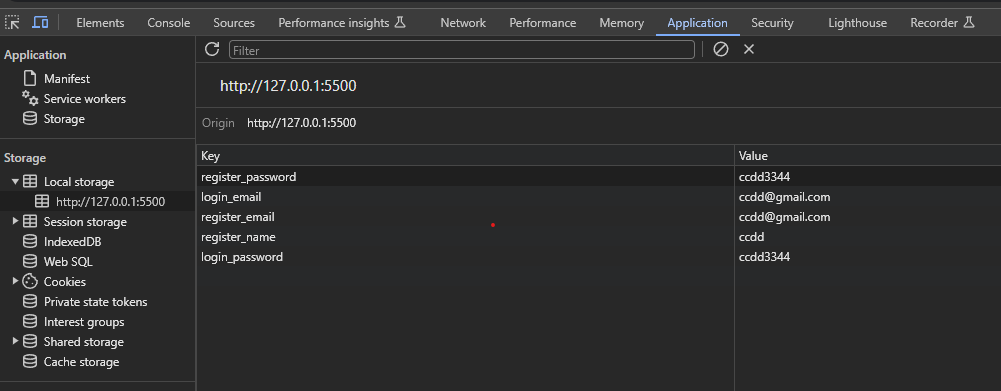 Elements Console Sources Performance insights Network Performance Memory Application Security Lighthouse Recorder
Application
Manifest
Service workers
Storage
Storage
Local storage
http://127.0.0.1:5500
Session storage
IndexedDB
Web SQL
Cookies
Private state tokens
Interest groups
Shared storage
Cache storage
Filter
http://127.0.0.1:5500
Origin http://127.0.0.1:5500
Key Value
register_password ccdd3344
login_email ccdd@gmail.com
register_email ccdd@gmail.com
register_name ccdd
login_password ccdd3344